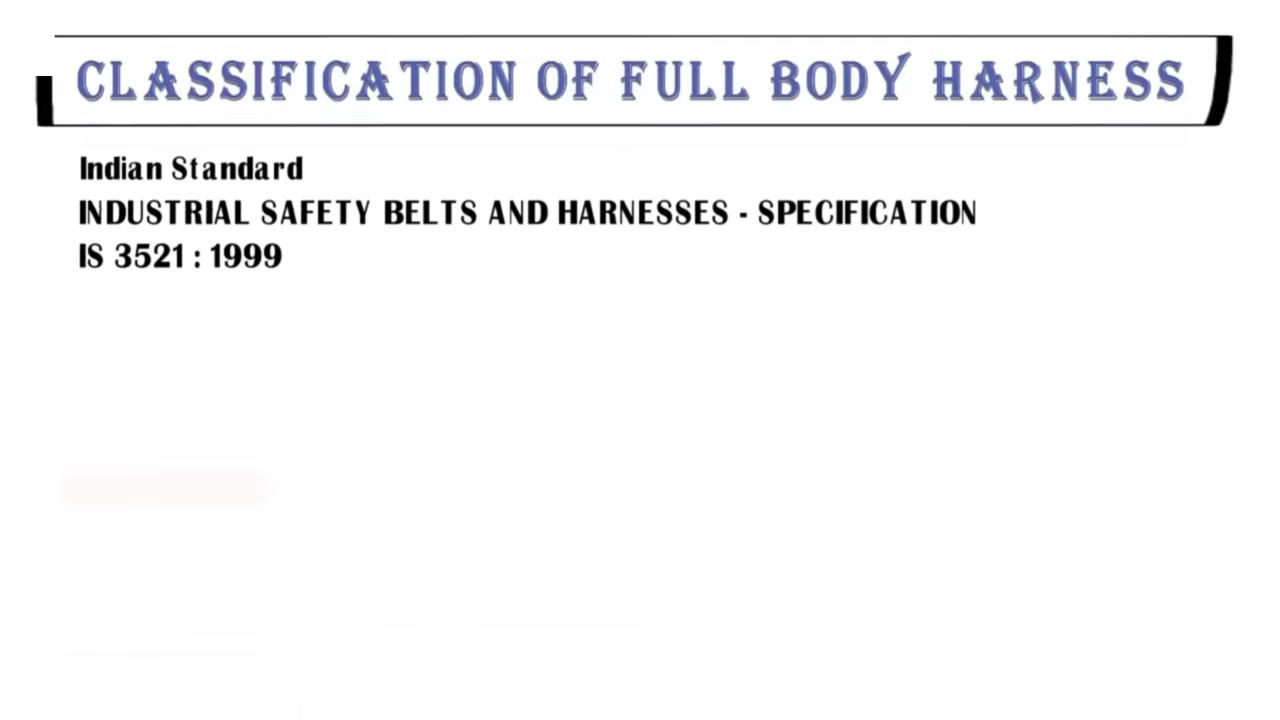 CLASSIFICATION OF FULL BODY HARNESS
Indian Standard
INDUSTRIAL SAFETY BELTS AND HARNESSES - SPECIFICATION
IS 3521 : 1999